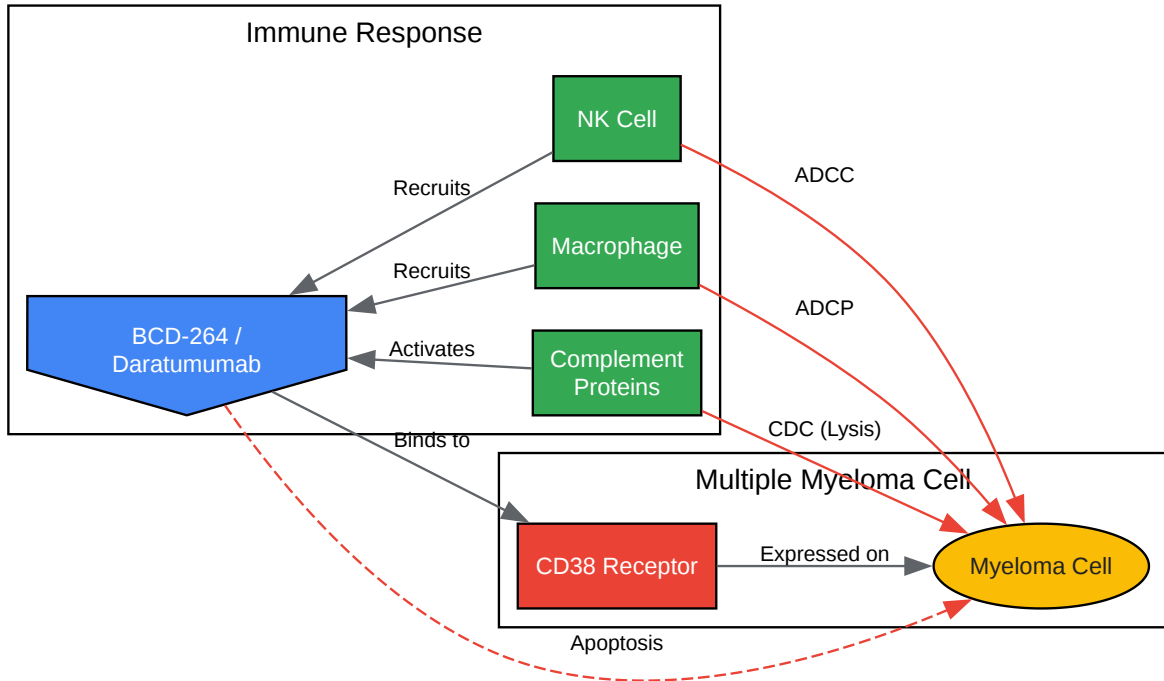 Immune Response
NK Cell
ADCC
Recruits
Macrophage
Recruits
ADCP
BCD-264 /
Daratumumab
Activates
Complement
Proteins
CDC (Lysis)
Binds to
Multiple Myeloma Cell
CD38 Receptor
Expressed on
Myeloma Cell
Apoptosis